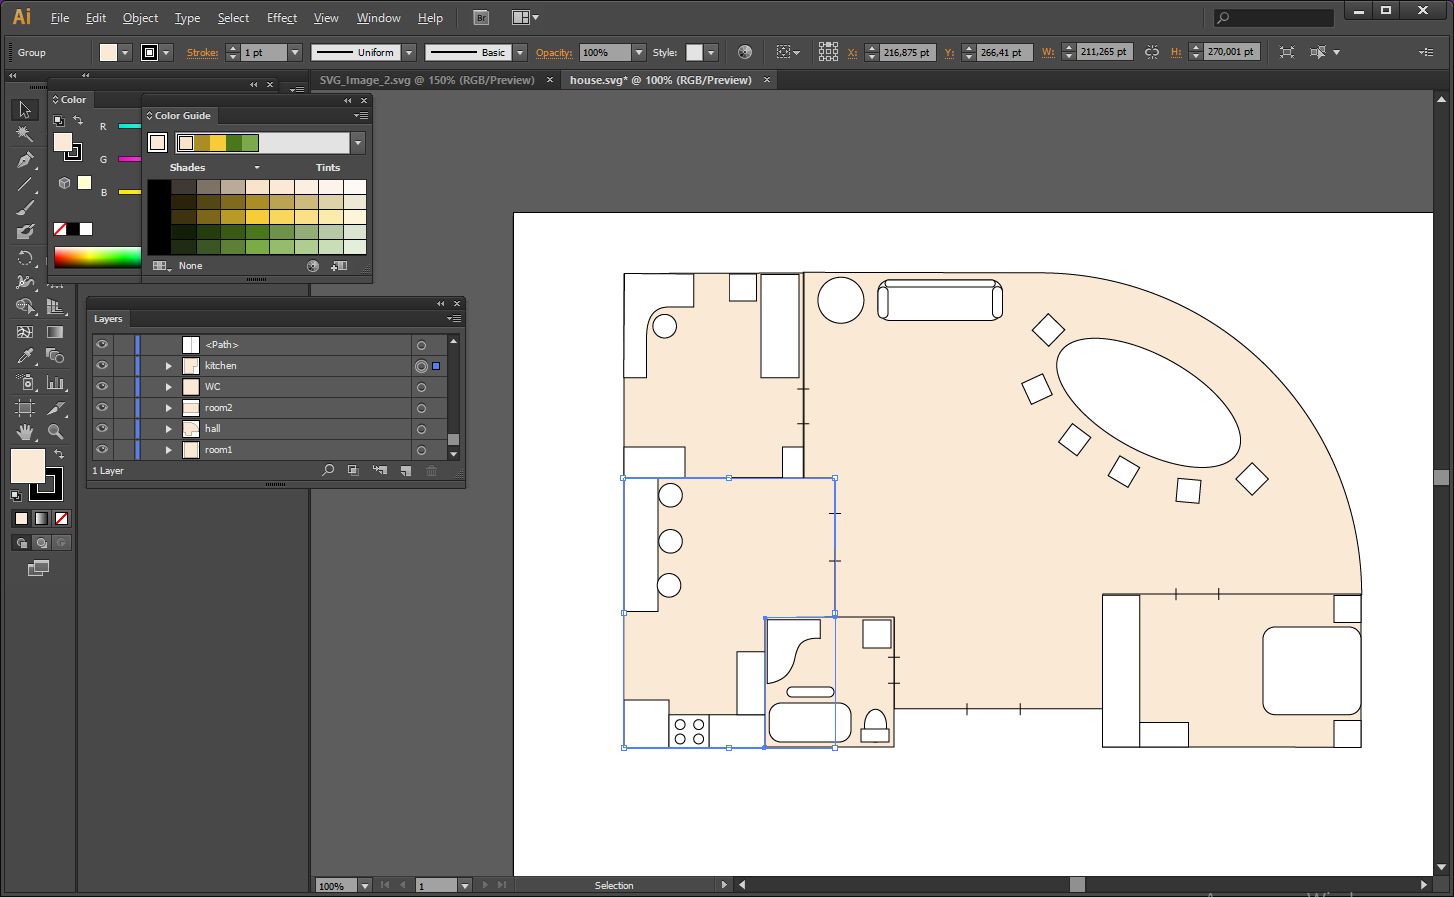 Ai File Edit Object Type Select Effect View Window Help Br
Group Stroke: 1 pt Uniform Basic Opacity: 100% Style: X: 216,875 pt Y: 266,41 pt W: 211,265 pt H: 270,001 pt
SVG_Image_2.svg @ 150% (RGB/Preview) × house.svg* @ 100% (RGB/Preview) ×
Color
R
G
B
Color Guide
Shades Tints
None
Layers
<Path>
kitchen
WC
room2
hall
room1
1 Layer
100% 1 Selection